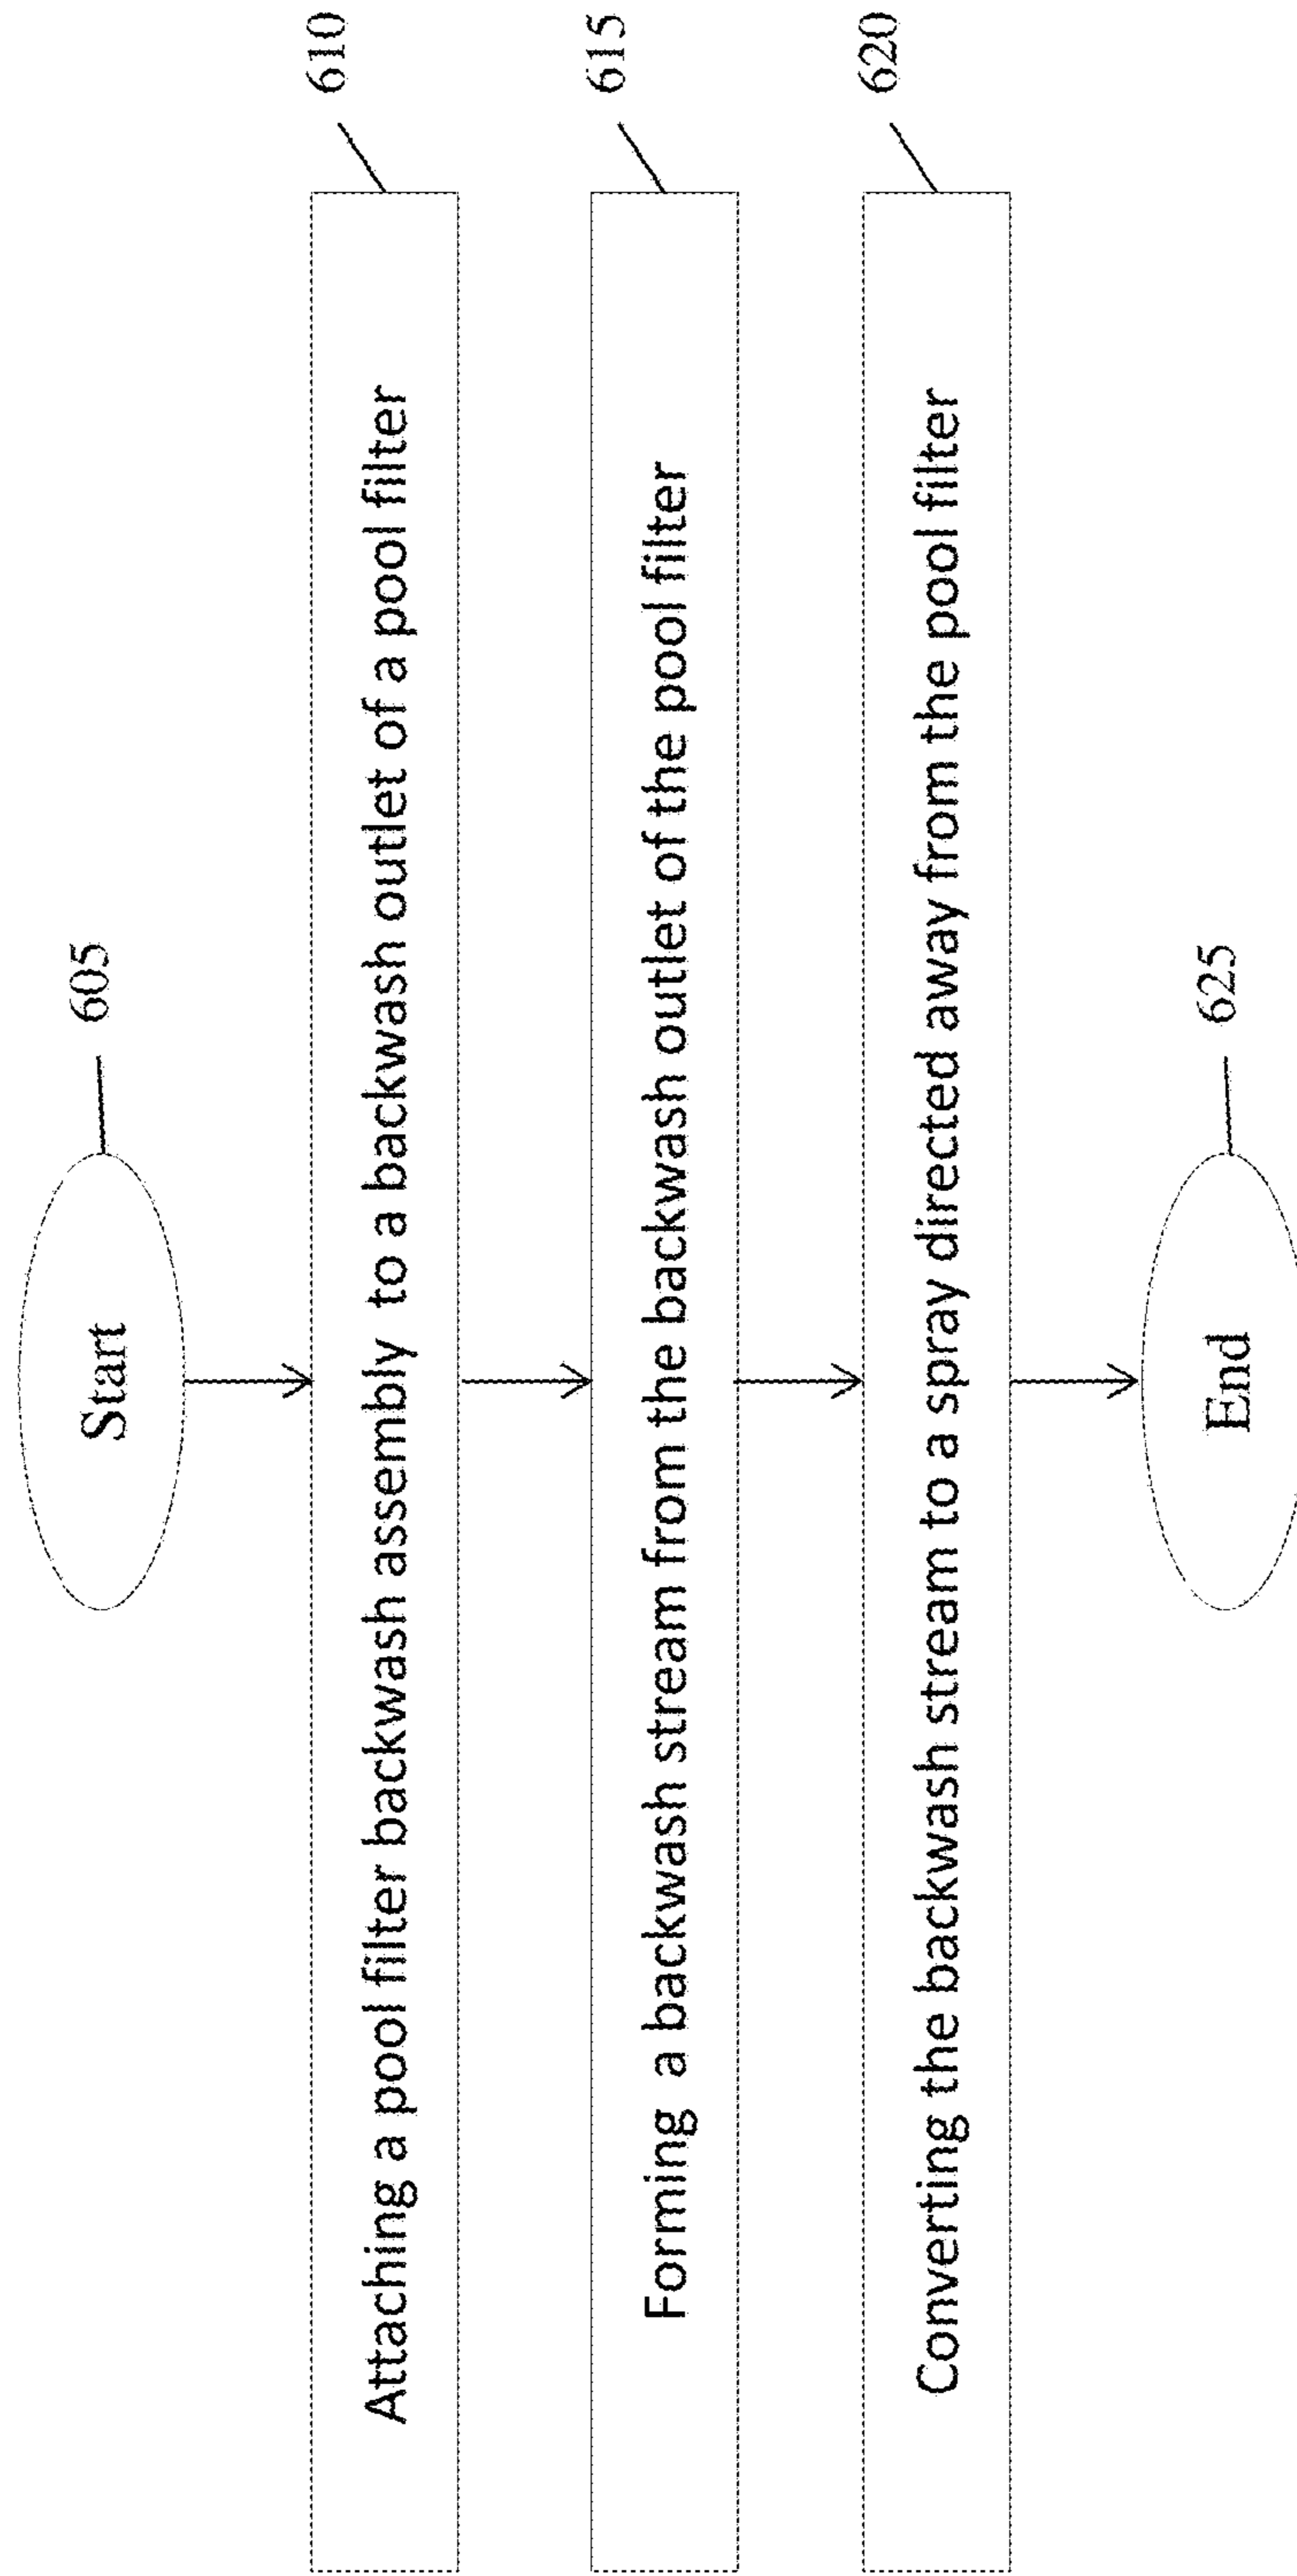 Start
605
Attaching a pool filter backwash assembly to a backwash outlet of a pool filter
610
Forming a backwash stream from the backwash outlet of the pool filter
615
Converting the backwash stream to a spray directed away from the pool filter
620
End
625